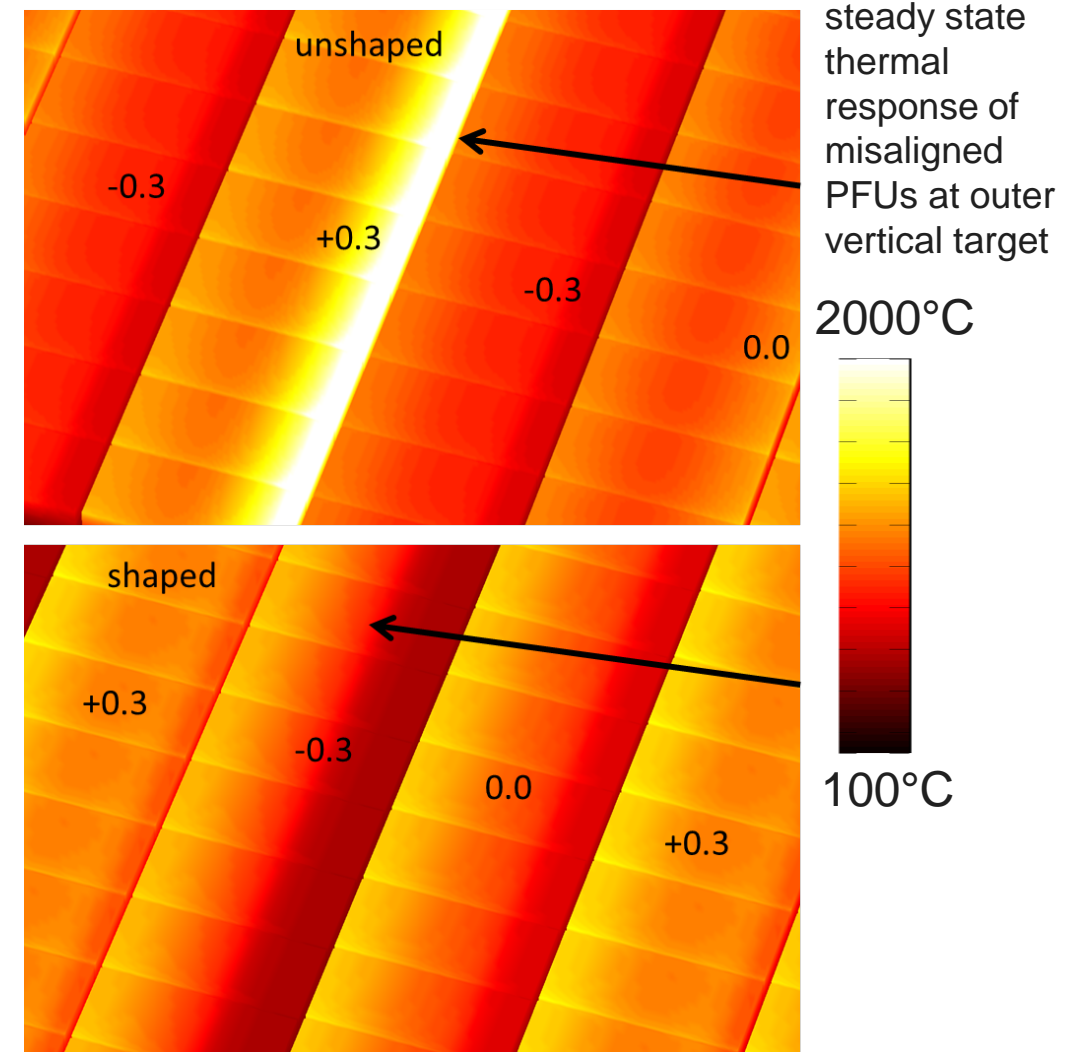 steady state
thermal
response of
misaligned
PFUs at outer
vertical target
unshaped
-0.3
+0.3
-0.3
0.0
2000°C
100°C
shaped
+0.3
-0.3
0.0
+0.3